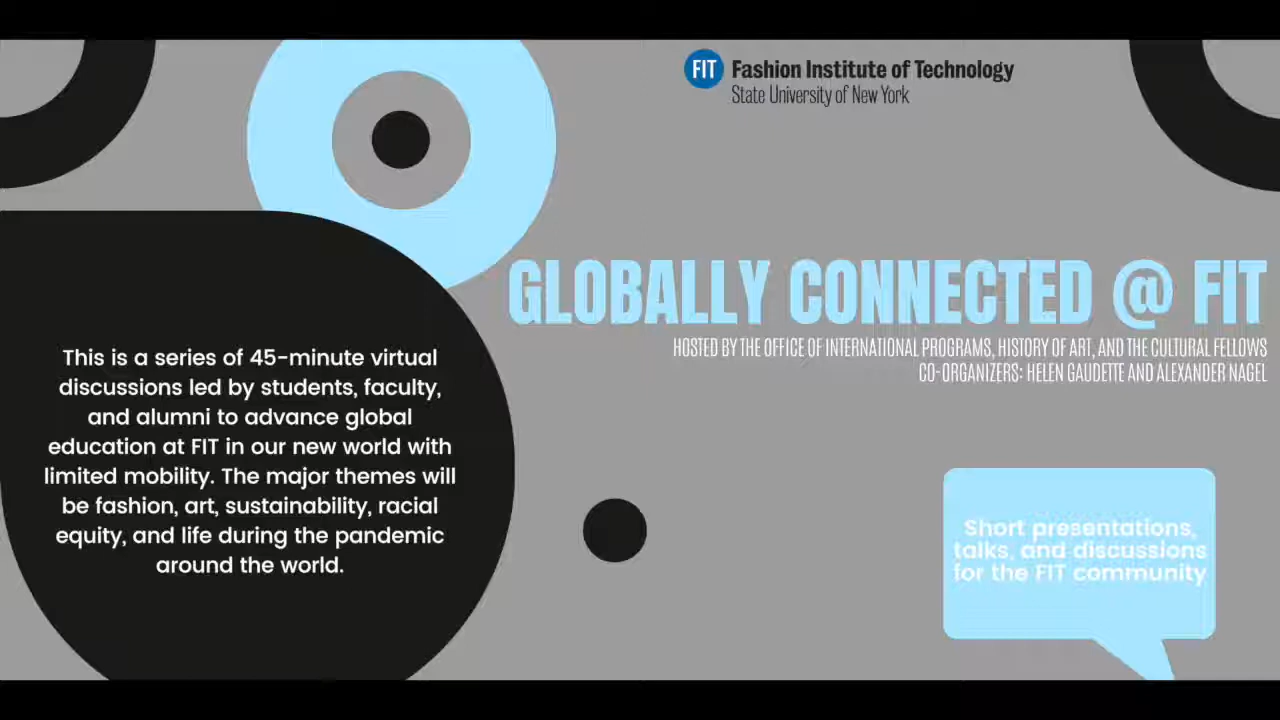 FIT Fashion Institute of Technology
State University of New York
GLOBALLY CONNECTED @ FIT
HOSTED BY THE OFFICE OF INTERNATIONAL PROGRAMS, HISTORY OF ART, AND THE CULTURAL FELLOWS
CO-ORGANIZERS: HELEN GAUDETTE AND ALEXANDER NAGEL
This is a series of 45-minute virtual
discussions led by students, faculty,
and alumni to advance global
education at FIT in our new world with
limited mobility. The major themes will
be fashion, art, sustainability, racial
equity, and life during the pandemic
around the world.
Short presentations,
talks, and discussions
for the FIT community